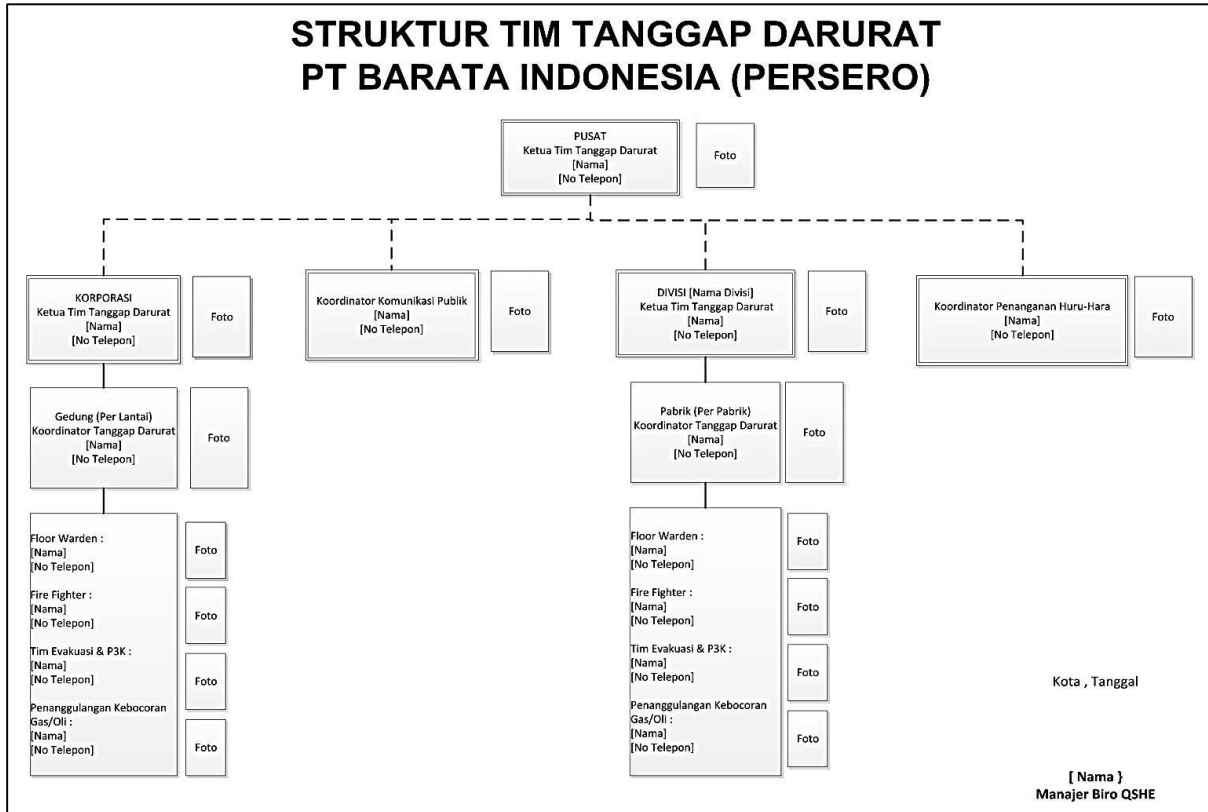 STRUKTUR TIM TANGGAP DARURAT
PT BARATA INDONESIA (PERSERO)
PUSAT
Ketua Tim Tanggap Darurat
[Nama]
[No Telepon]
Foto
KORPORASI
Ketua Tim Tanggap Darurat
[Nama]
[No Telepon]
Foto
Koordinator Komunikasi Publik
[Nama]
[No Telepon]
Foto
DIVISI [Nama Divisi]
Ketua Tim Tanggap Darurat
[Nama]
[No Telepon]
Foto
Koordinator Penanganan Huru-Hara
[Nama]
[No Telepon]
Foto
Gedung (Per Lantai)
Koordinator Tanggap Darurat
[Nama]
[No Telepon]
Foto
Pabrik (Per Pabrik)
Koordinator Tanggap Darurat
[Nama]
[No Telepon]
Foto
Floor Warden :
[Nama]
[No Telepon]
Foto
Fire Fighter :
[Nama]
[No Telepon]
Foto
Tim Evakuasi & P3K :
[Nama]
[No Telepon]
Foto
Penanggulangan Kebocoran
Gas/Oli :
[Nama]
[No Telepon]
Foto
Floor Warden :
[Nama]
[No Telepon]
Foto
Fire Fighter :
[Nama]
[No Telepon]
Foto
Tim Evakuasi & P3K :
[Nama]
[No Telepon]
Foto
Penanggulangan Kebocoran
Gas/Oli :
[Nama]
[No Telepon]
Foto
Kota , Tanggal
[ Nama }
Manajer Biro QSHE